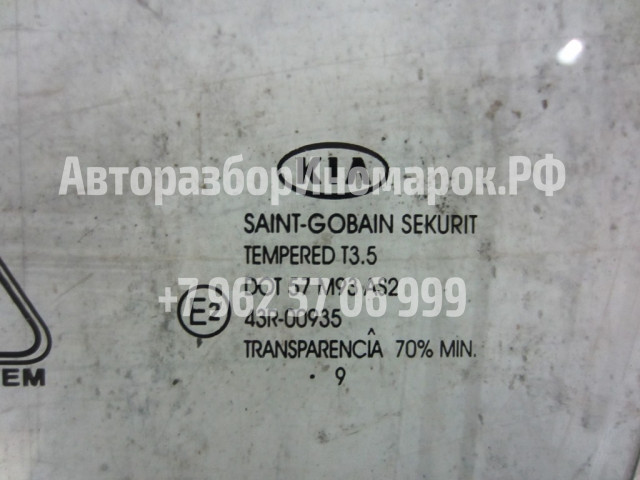 KIA
Авторазбор Иномарок.РФ
SAINT-GOBAIN SEKURIT
TEMPERED T3.5
DOT 37 M98 AS2
+7 962 37 06 999
E2
43R-00935
TRANSPARENCIA 70% MIN.
. 9
EM